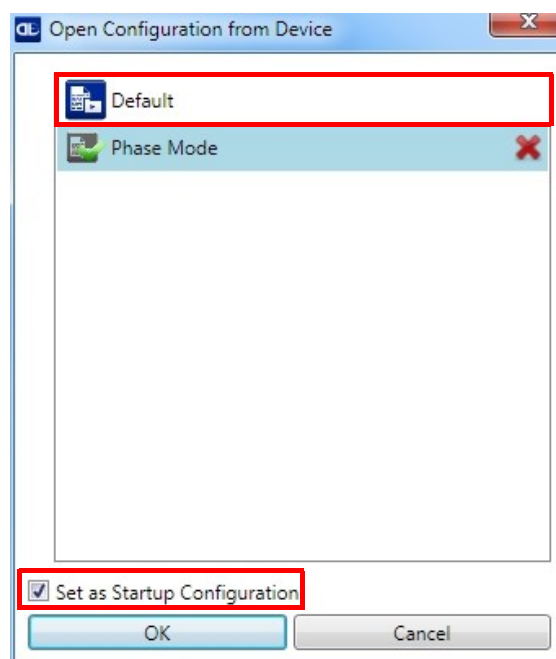 Open Configuration from Device
Default
Phase Mode
Set as Startup Configuration
OK
Cancel